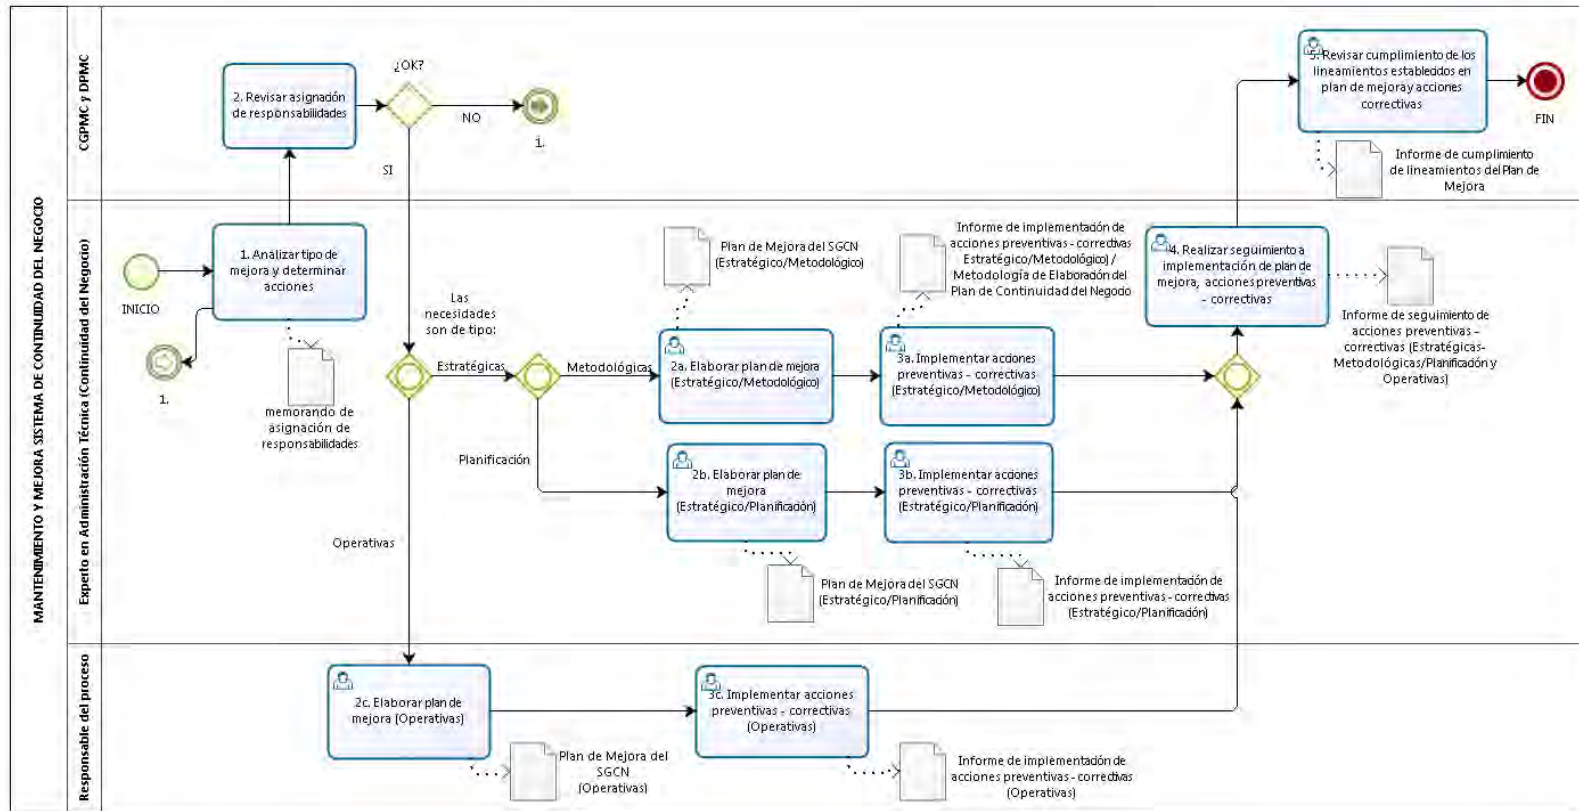 MANTENIMIENTO Y MEJORA SISTEMA DE CONTINUIDAD DEL NEGOCIO
CGPMC y DPMC
2. Revisar asignación
de responsabilidades
¿OK?
NO
1.
SI
5. Revisar cumplimiento de los
lineamientos establecidos en
plan de mejora y acciones
correctivas
FIN
Informe de cumplimiento
de lineamientos del Plan de
Mejora
Experto en Administración Técnica (Continuidad del Negocio)
INICIO
1. Analizar tipo de
mejora y determinar
acciones
1.
memorando de
asignación de
responsabilidades
Las
necesidades
son de tipo:
Estratégicas
Metodológicas
Planificación
Operativas
Plan de Mejora del SGCN
(Estratégico/Metodológico)
2a. Elaborar plan de mejora
(Estratégico/Metodológico)
Informe de implementación de
acciones preventivas - correctivas
Estratégico/Metodológico) /
Metodología de Elaboración del
Plan de Continuidad del Negocio
3a. Implementar acciones
preventivas - correctivas
(Estratégico/Metodológico)
2b. Elaborar plan de
mejora
(Estratégico/Planificación)
Plan de Mejora del SGCN
(Estratégico/Planificación)
3b. Implementar acciones
preventivas - correctivas
(Estratégico/Planificación)
Informe de implementación de
acciones preventivas - correctivas
(Estratégico/Planificación)
4. Realizar seguimiento a
implementación de plan de
mejora, acciones preventivas
- correctivas
Informe de seguimiento de
acciones preventivas -
correctivas (Estratégicas-
Metodológicas/Planificación y
Operativas)
Responsable del proceso
2c. Elaborar plan de
mejora (Operativas)
Plan de Mejora del
SGCN
(Operativas)
3c. Implementar acciones
preventivas - correctivas
(Operativas)
Informe de implementación de
acciones preventivas - correctivas
(Operativas)